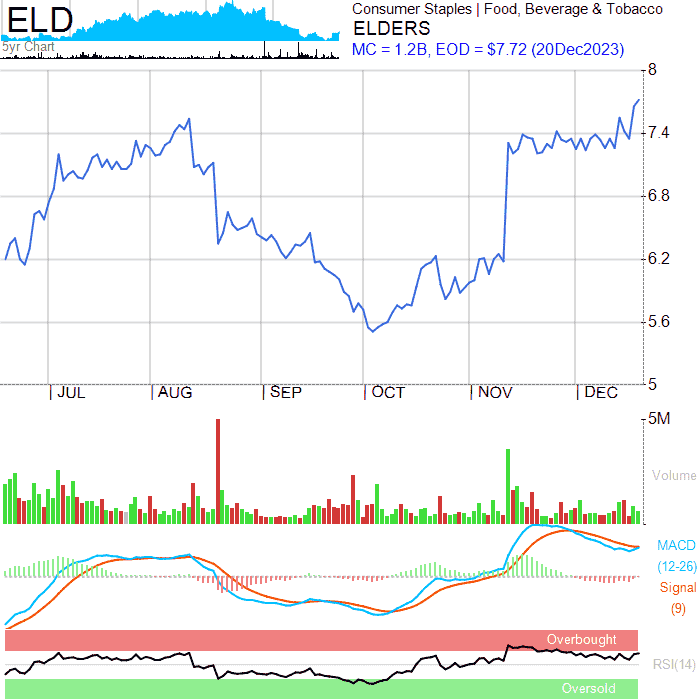 ELD
5yr Chart
Consumer Staples | Food, Beverage & Tobacco
ELDERS
MC = 1.2B, EOD = $7.72 (20Dec2023)
8
7.4
6.8
6.2
5.6
5
JUL AUG SEP OCT NOV DEC
5M
Volume
MACD
(12-26)
Signal
(9)
Overbought
RSI(14)
Oversold